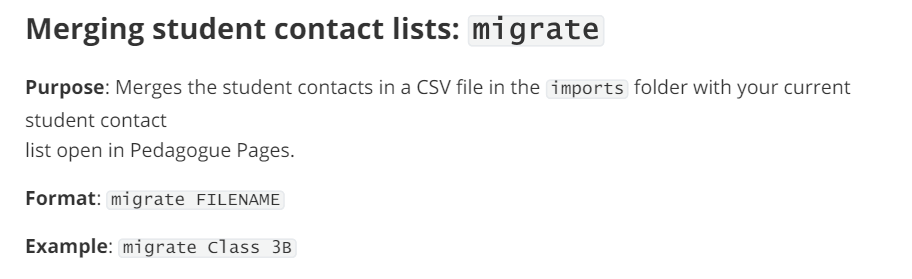 Merging student contact lists: migrate
Purpose: Merges the student contacts in a CSV file in the imports folder with your current
student contact
list open in Pedagogue Pages.
Format: migrate FILENAME
Example: migrate Class 3B